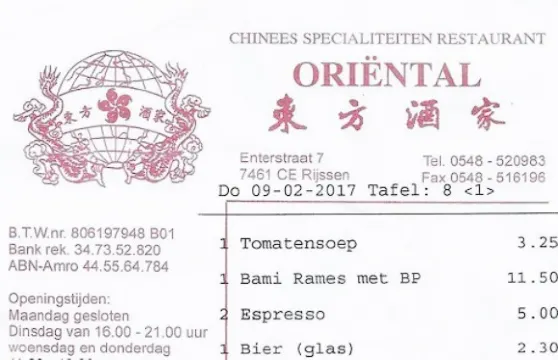 CHINEES SPECIALITEITEN RESTAURANT
ORIËNTAL
東方 酒家
東方酒家
Enterstraat 7
7461 CE Rijssen
Tel. 0548 - 520983
Fax 0548 - 516196
Do 09-02-2017 Tafel: 8 <1>
B.T.W.nr. 806197948 B01
Bank rek. 34.73.52.820
ABN-Amro 44.55.64.784
Openingstijden:
Maandag gesloten
Dinsdag van 16.00 - 21.00 uur
woensdag en donderdag
1 Tomatensoep 3.25
1 Bami Rames met BP 11.50
2 Espresso 5.00
1 Bier (glas) 2.30